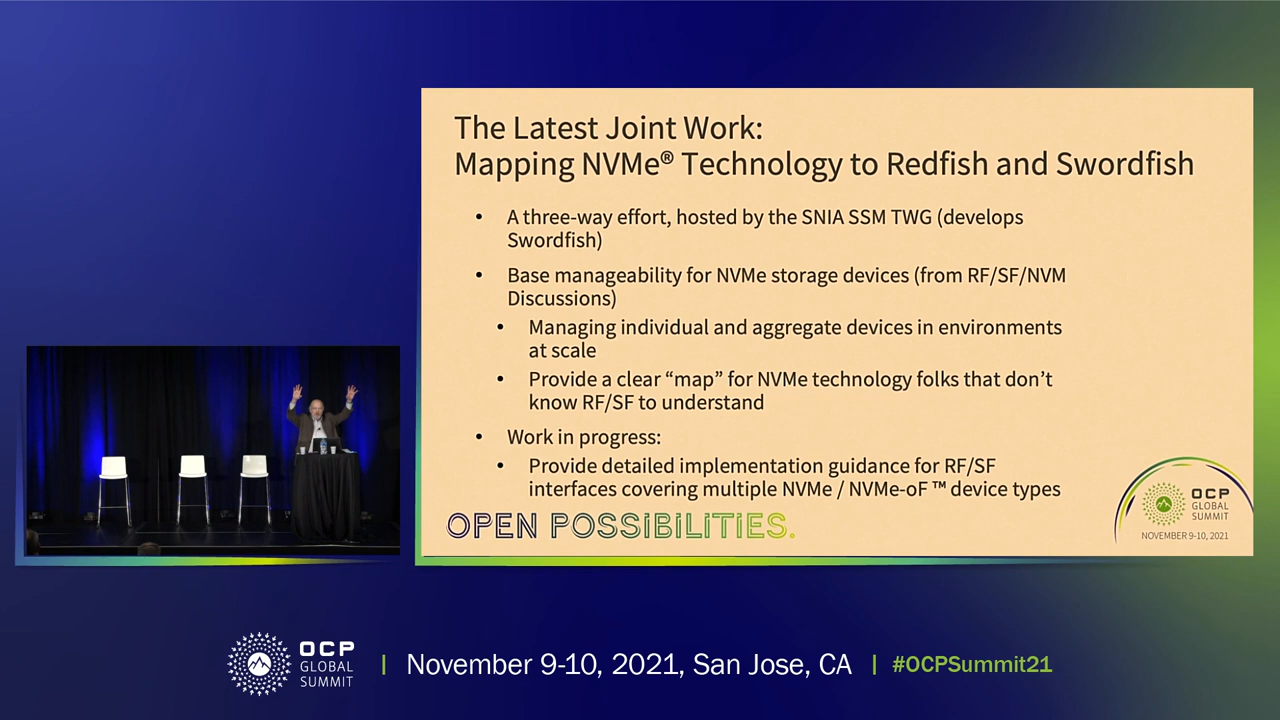 The Latest Joint Work:
Mapping NVMe® Technology to Redfish and Swordfish
• A three-way effort, hosted by the SNIA SSM TWG (develops
Swordfish)
• Base manageability for NVMe storage devices (from RF/SF/NVM
Discussions)
• Managing individual and aggregate devices in environments
at scale
• Provide a clear “map” for NVMe technology folks that don’t
know RF/SF to understand
• Work in progress:
• Provide detailed implementation guidance for RF/SF
interfaces covering multiple NVMe / NVMe-oF ™ device types
OPEN POSSIBILITIES.
OCP
GLOBAL
SUMMIT
NOVEMBER 9-10, 2021
OCP
GLOBAL
SUMMIT
| November 9-10, 2021, San Jose, CA | #OCPSummit21